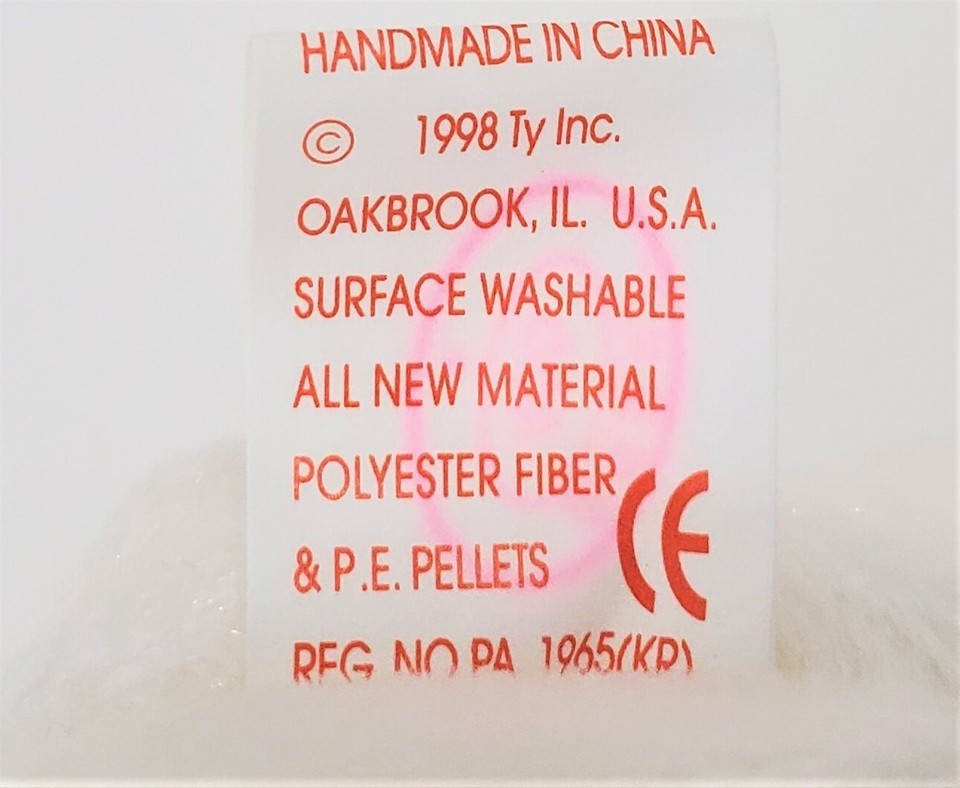 HANDMADE IN CHINA
© 1998 Ty Inc.
OAKBROOK, IL. U.S.A.
SURFACE WASHABLE
ALL NEW MATERIAL
POLYESTER FIBER
& P.E. PELLETS
CE
REG. NO PA. 1965(KR)